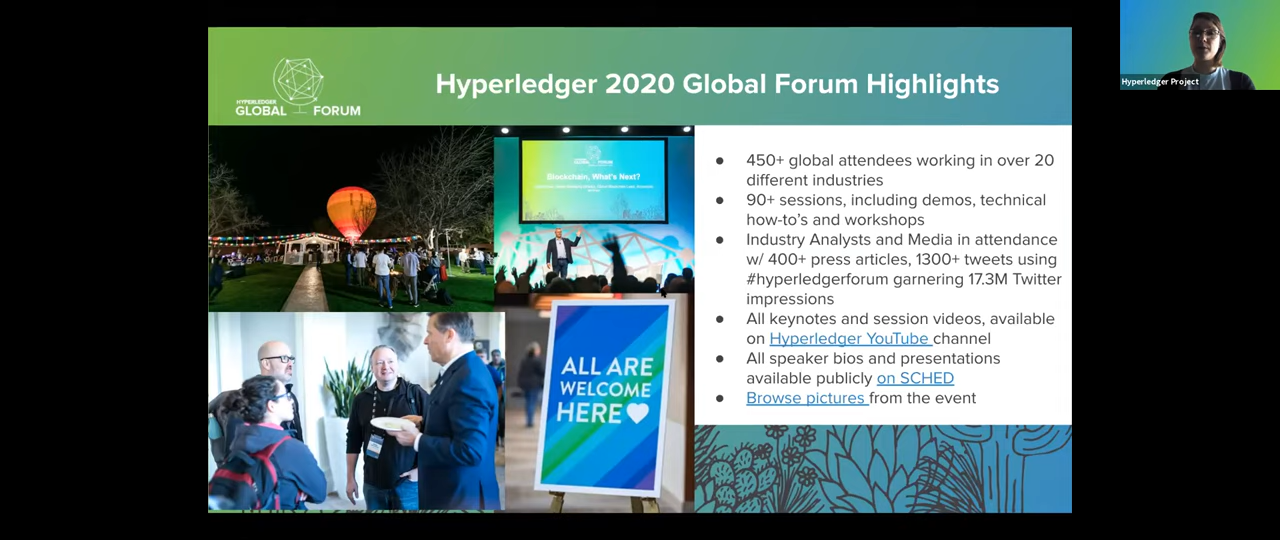 Hyperledger 2020 Global Forum Highlights
HYPERLEDGER
GLOBAL FORUM
Hyperledger Project
Blockchain, What's Next?
● 450+ global attendees working in over 20
different industries
● 90+ sessions, including demos, technical
how-to's and workshops
● Industry Analysts and Media in attendance
w/ 400+ press articles, 1300+ tweets using
#hyperledgerforum garnering 17.3M Twitter
impressions
● All keynotes and session videos, available
on Hyperledger YouTube channel
● All speaker bios and presentations
available publicly on SCHED
● Browse pictures from the event
ALL ARE
WELCOME
HERE